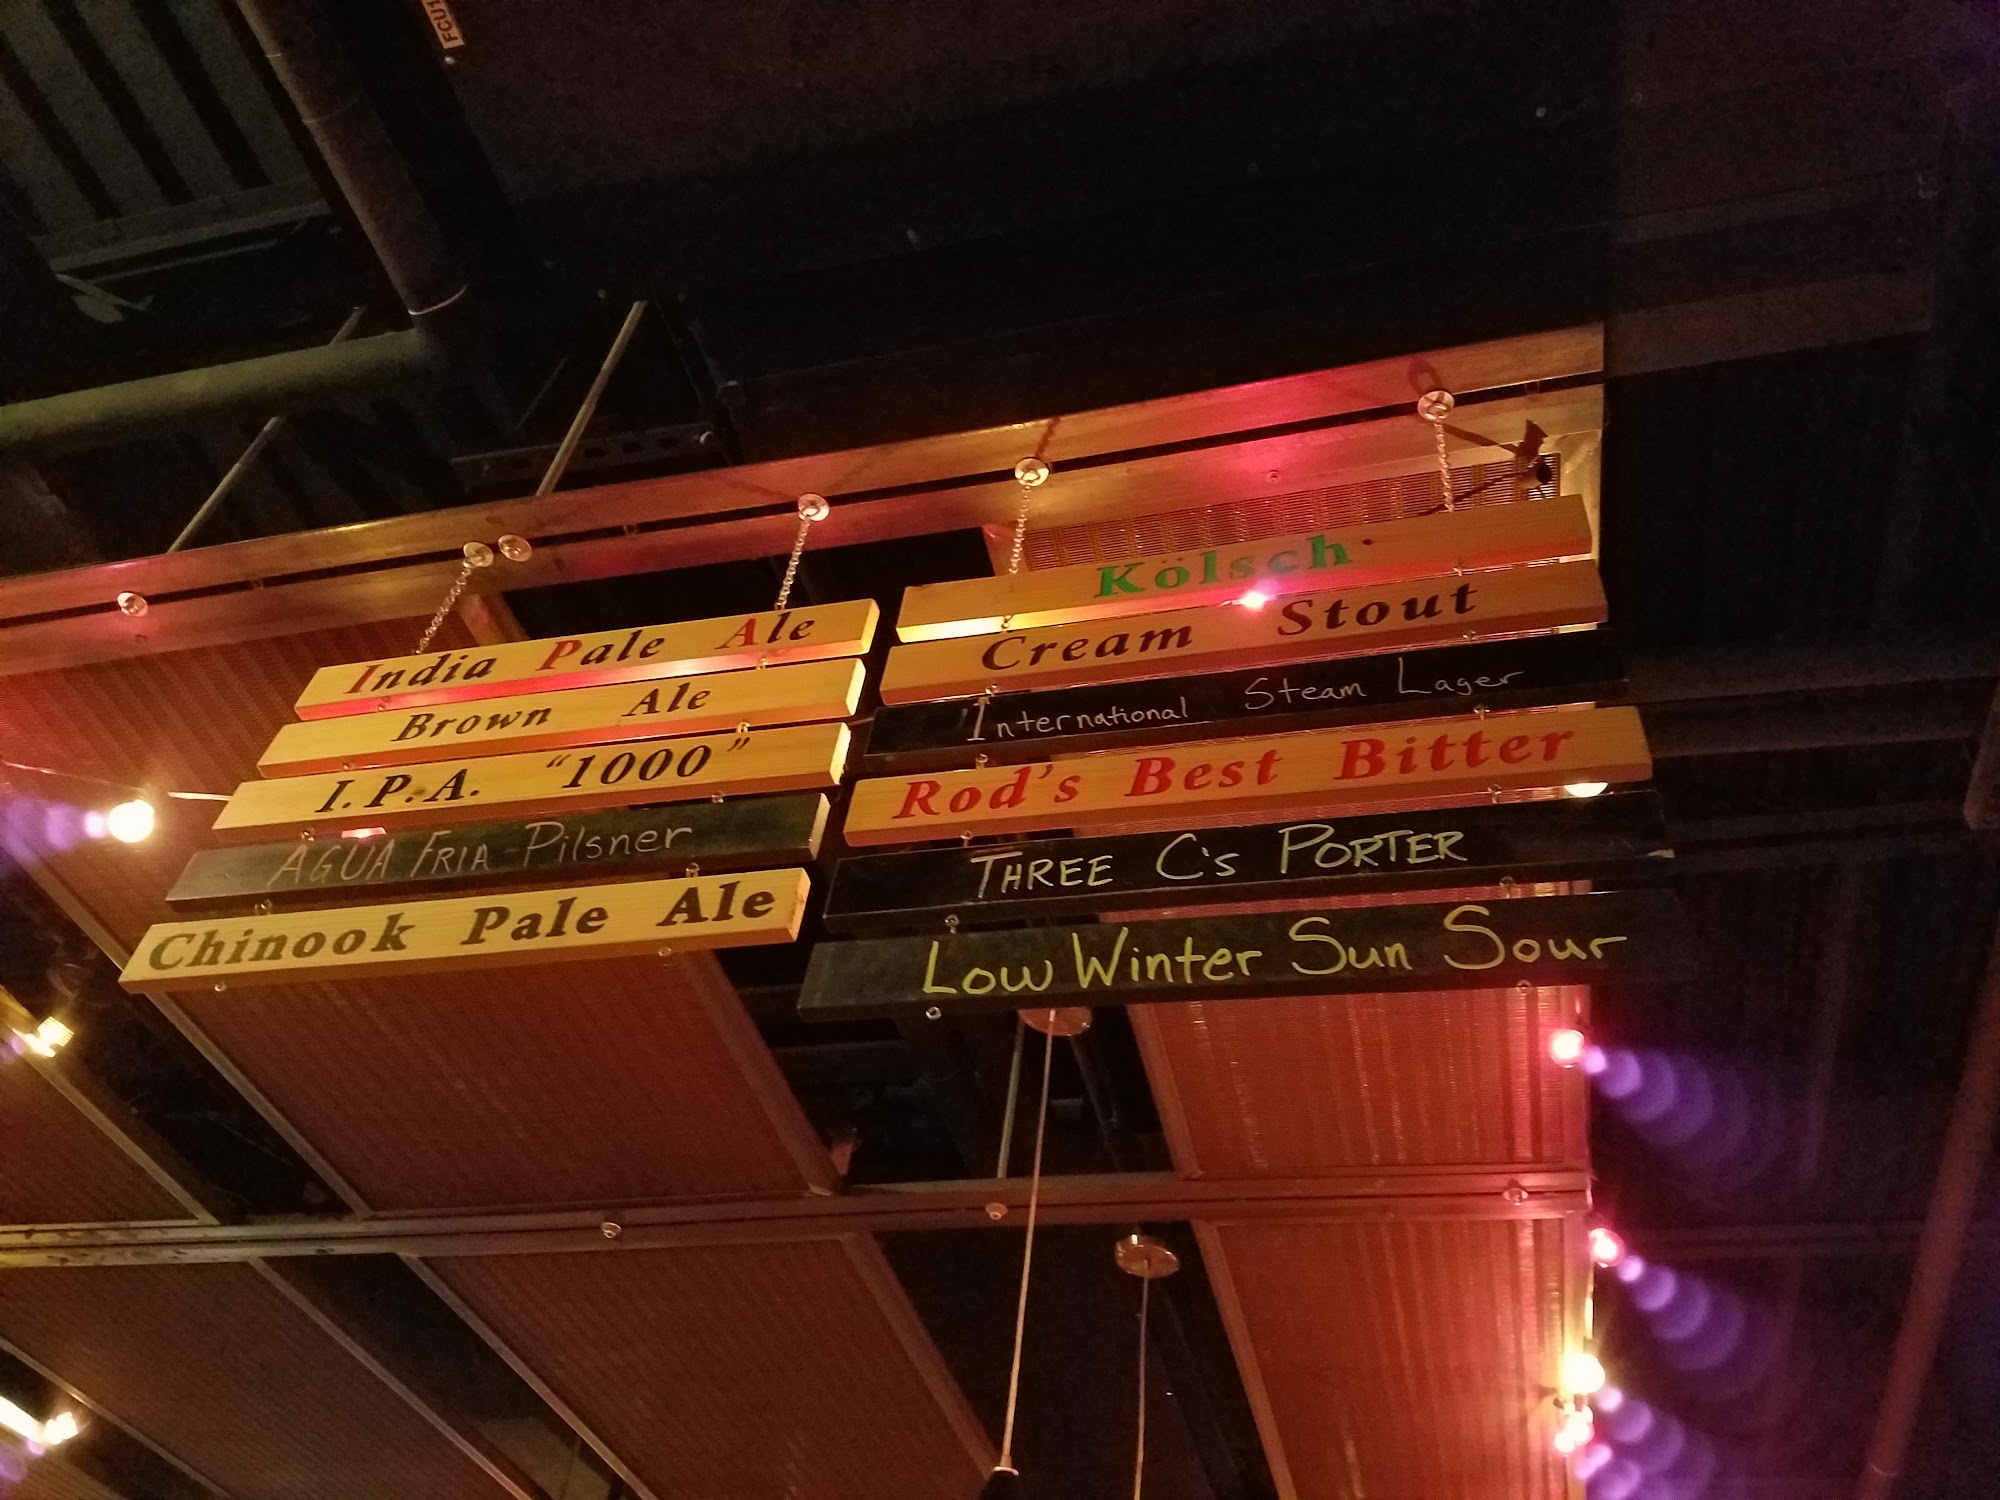 FCU1
India Pale Ale
Brown Ale
I.P.A. "1000"
AGUA FRIA-Pilsner
Chinook Pale Ale
Kölsch
Cream Stout
International Steam Lager
Rod's Best Bitter
THREE C's PORTER
Low Winter Sun Sour